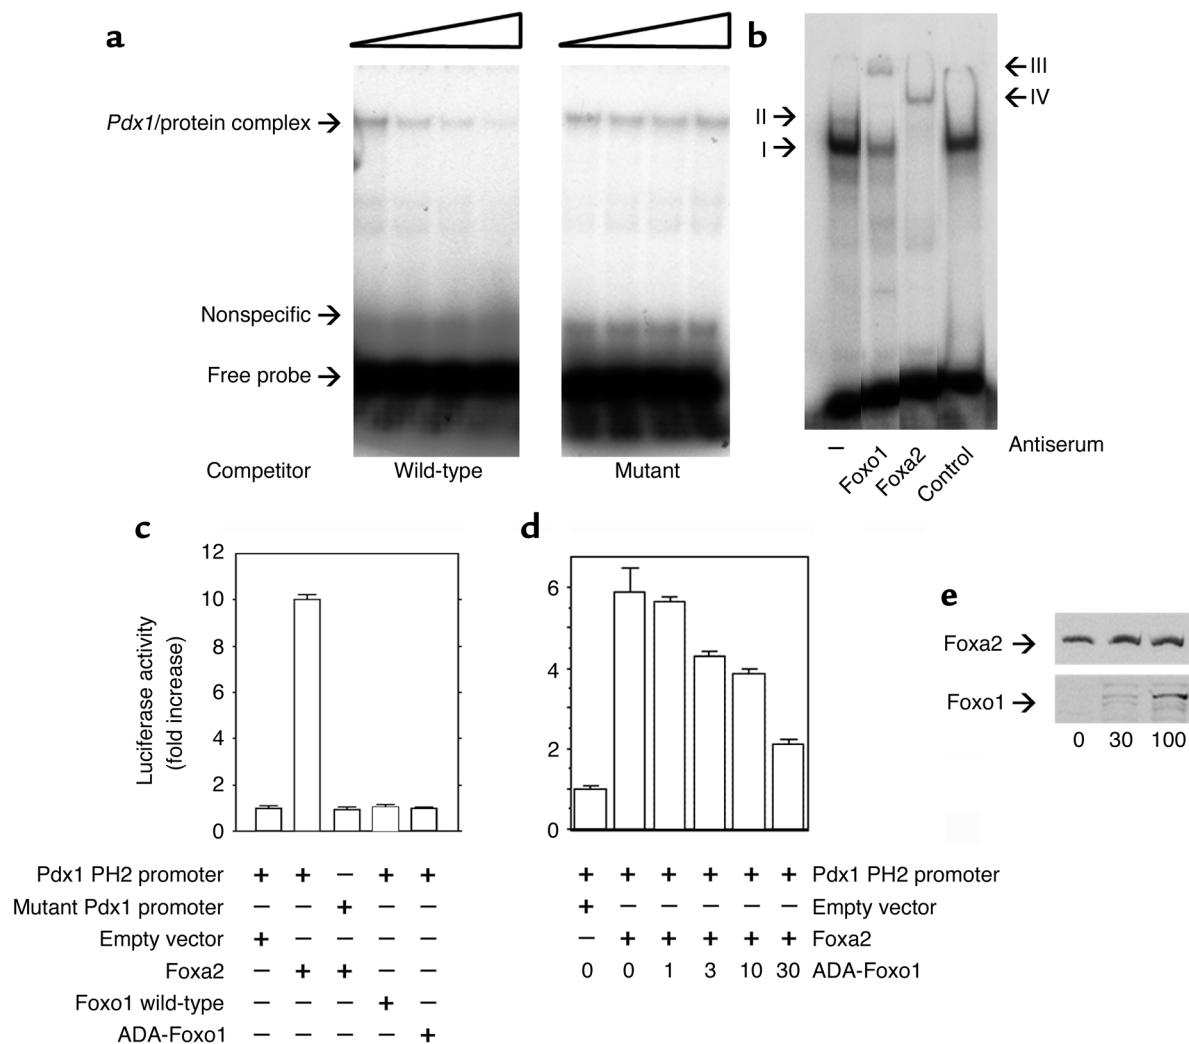 a
Pdx1/protein complex →
Nonspecific →
Free probe →
Competitor Wild-type Mutant
b
II →
I →
← III
← IV
– Foxo1 Foxa2 Control Antiserum
c
Luciferase activity
(fold increase)
12
10
8
6
4
2
0
Pdx1 PH2 promoter + + – + +
Mutant Pdx1 promoter – – + – –
Empty vector + – – – –
Foxa2 – + + – –
Foxo1 wild-type – – – + –
ADA-Foxo1 – – – – +
d
6
4
2
0
+ + + + + + Pdx1 PH2 promoter
+ – – – – – Empty vector
– + + + + + Foxa2
0 0 1 3 10 30 ADA-Foxo1
e
Foxa2 →
Foxo1 →
0 30 100